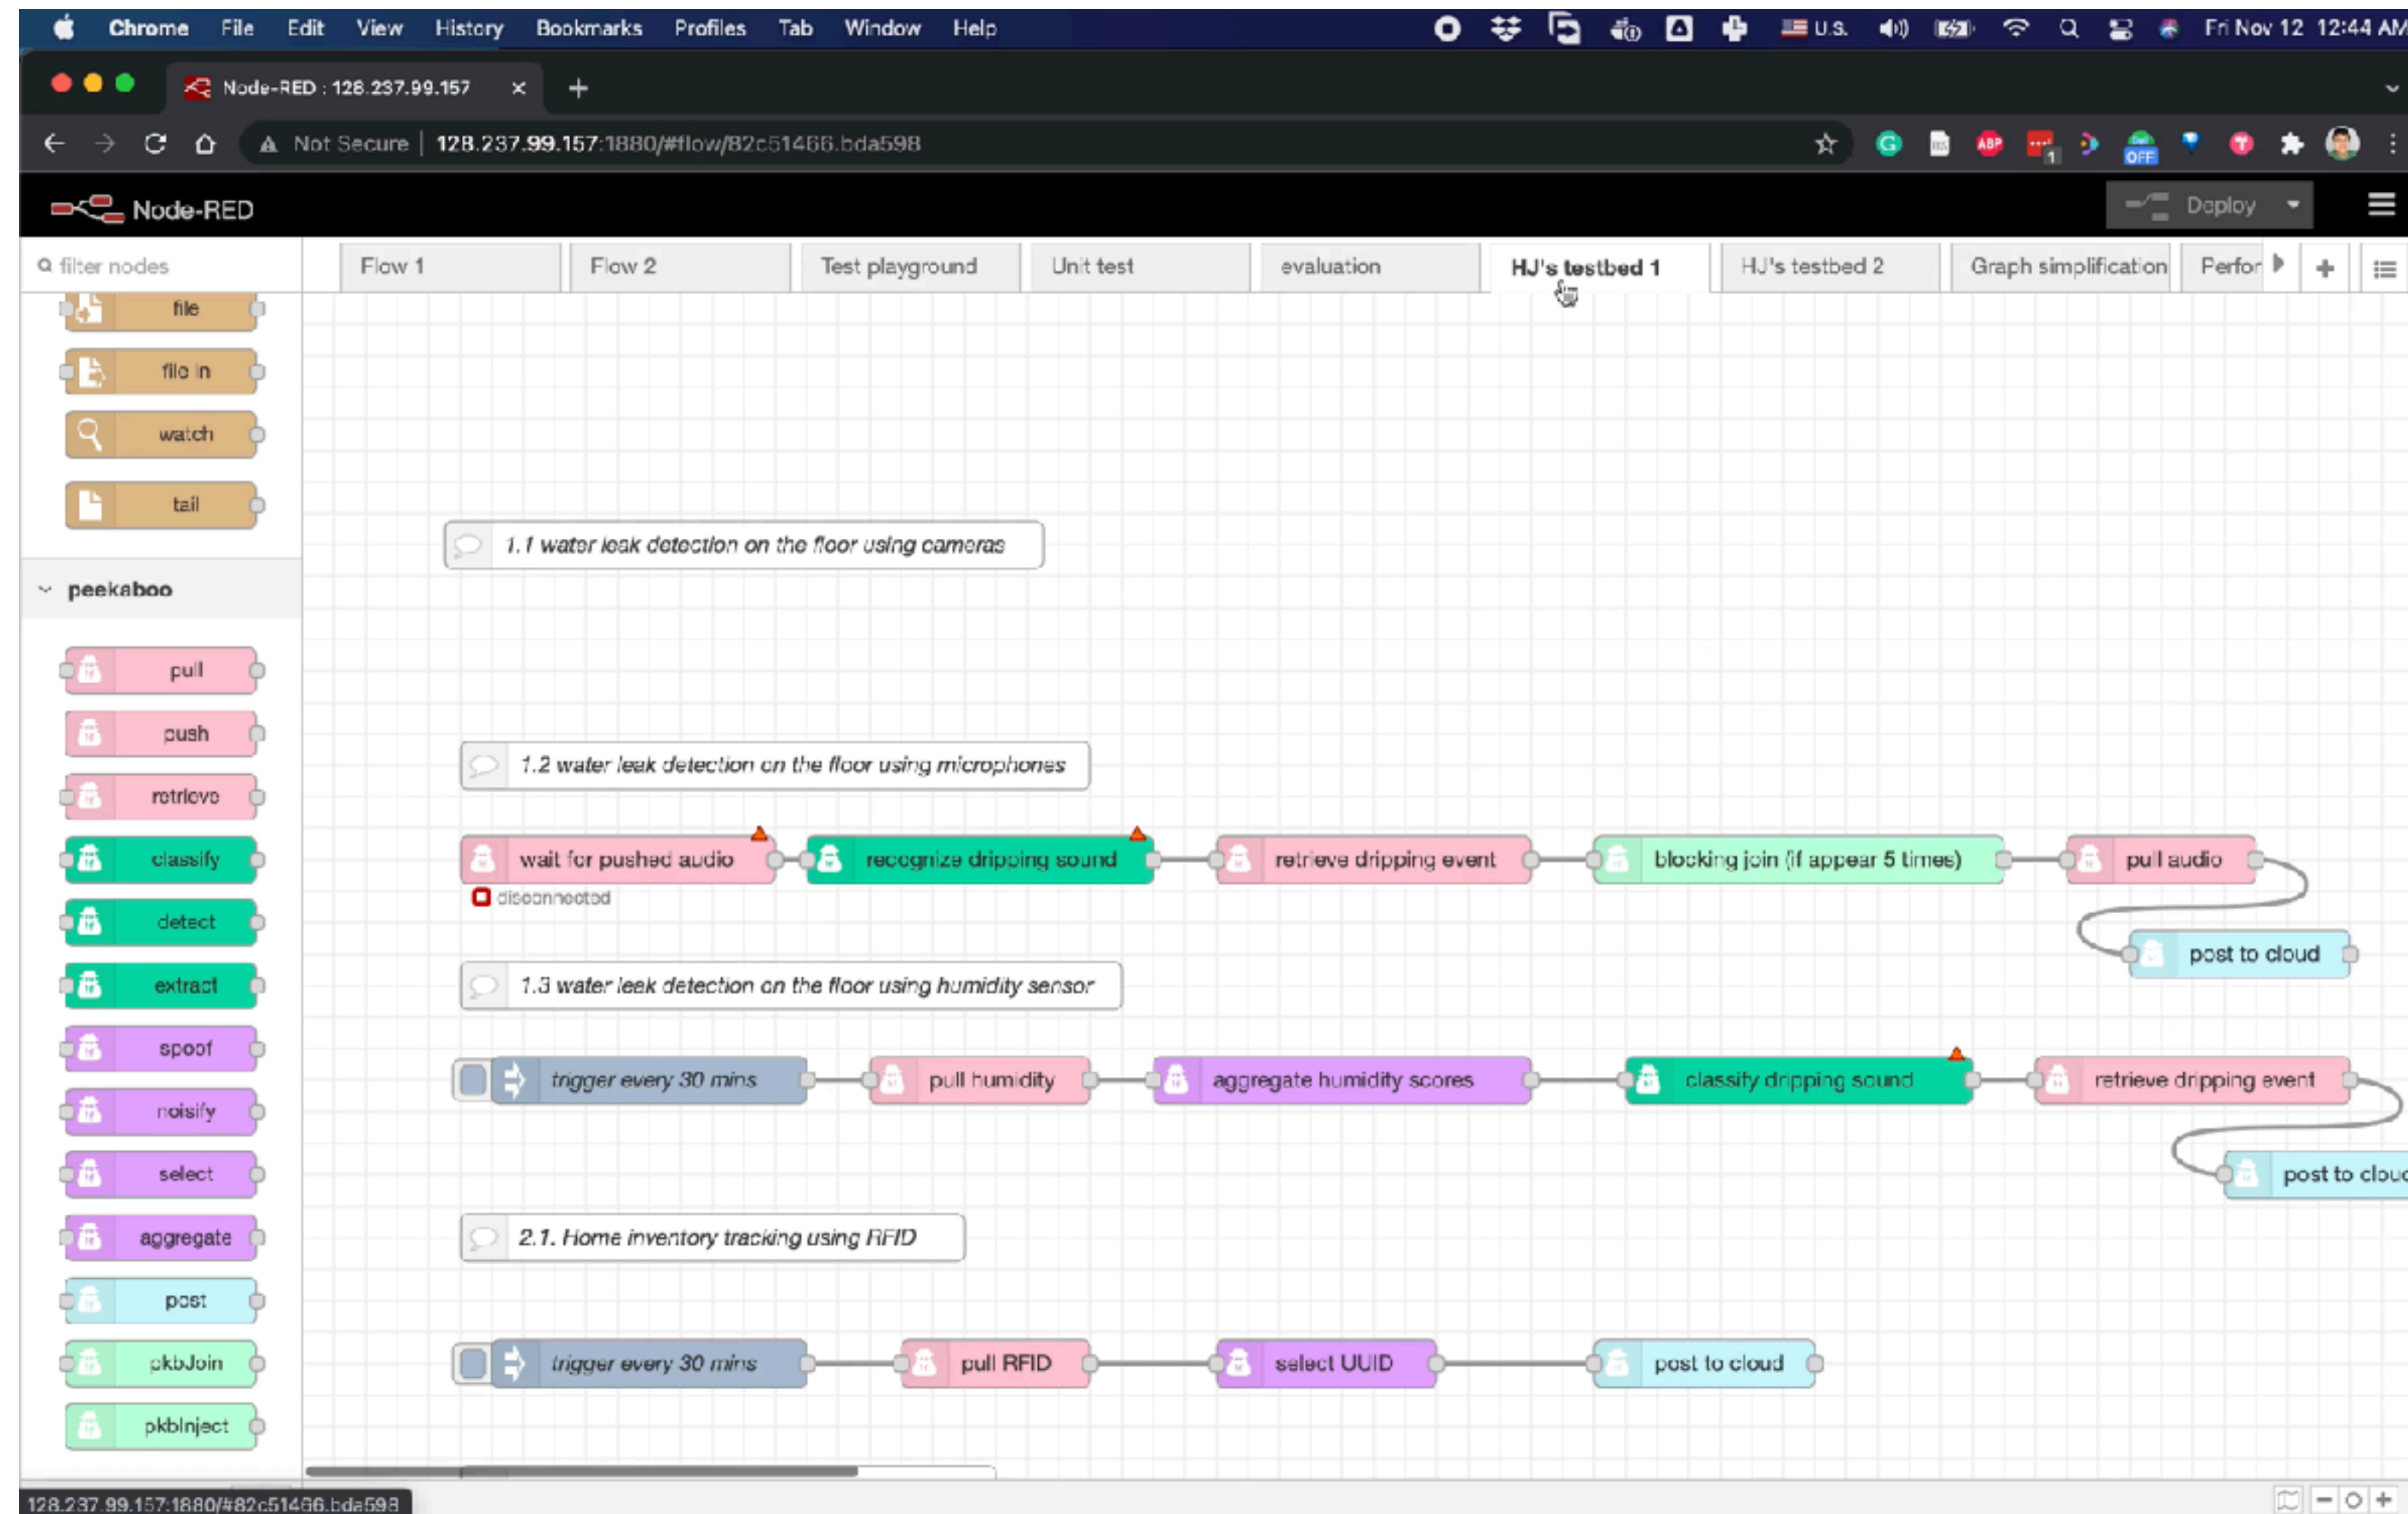 Chrome File Edit View History Bookmarks Profiles Tab Window Help U.S. Fri Nov 12 12:44 AM
Node-RED : 128.237.99.157
Not Secure | 128.237.99.157:1880/#flow/82c51466.bda598 ABP 1 OFF
Node-RED Deploy
filter nodes Flow 1 Flow 2 Test playground Unit test evaluation HJ's testbed 1 HJ's testbed 2 Graph simplification Perfor
file
file in
watch
tail
1.1 water leak detection on the floor using cameras
peekaboo
pull
push
1.2 water leak detection on the floor using microphones
retrieve
classify wait for pushed audio recognize dripping sound retrieve dripping event blocking join (if appear 5 times) pull audio
disconnected
detect
post to cloud
extract 1.3 water leak detection on the floor using humidity sensor
spoof
trigger every 30 mins pull humidity aggregate humidity scores classify dripping sound retrieve dripping event
noisify
select post to cloud
aggregate 2.1. Home inventory tracking using RFID
post
pkbJoin trigger every 30 mins pull RFID select UUID post to cloud
pkbInject
128.237.99.157:1880/#82c51466.bda598